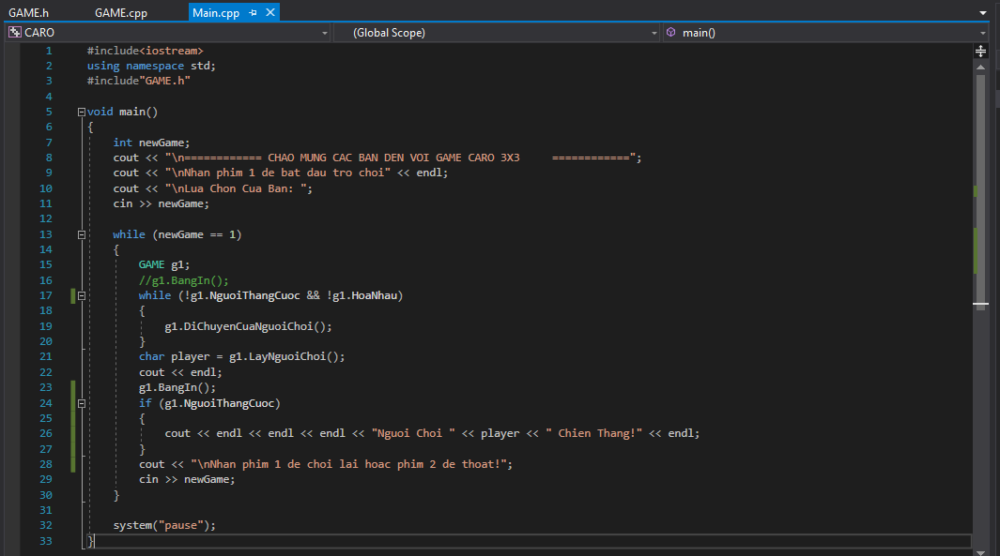 GAME.h GAME.cpp Main.cpp
CARO (Global Scope) main()
1 #include<iostream>
2 using namespace std;
3 #include"GAME.h"
4
5 void main()
6 {
7 int newGame;
8 cout << "\n============ CHAO MUNG CAC BAN DEN VOI GAME CARO 3X3     ============";
9 cout << "\nNhan phim 1 de bat dau tro choi" << endl;
10 cout << "\nLua Chon Cua Ban: ";
11 cin >> newGame;
12
13 while (newGame == 1)
14 {
15 GAME g1;
16 //g1.BangIn();
17 while (!g1.NguoiThangCuoc && !g1.HoaNhau)
18 {
19 g1.DiChuyenCuaNguoiChoi();
20 }
21 char player = g1.LayNguoiChoi();
22 cout << endl;
23 g1.BangIn();
24 if (g1.NguoiThangCuoc)
25 {
26 cout << endl << endl << endl << "Nguoi Choi " << player << " Chien Thang!" << endl;
27 }
28 cout << "\nNhan phim 1 de choi lai hoac phim 2 de thoat!";
29 cin >> newGame;
30 }
31
32 system("pause");
33 }